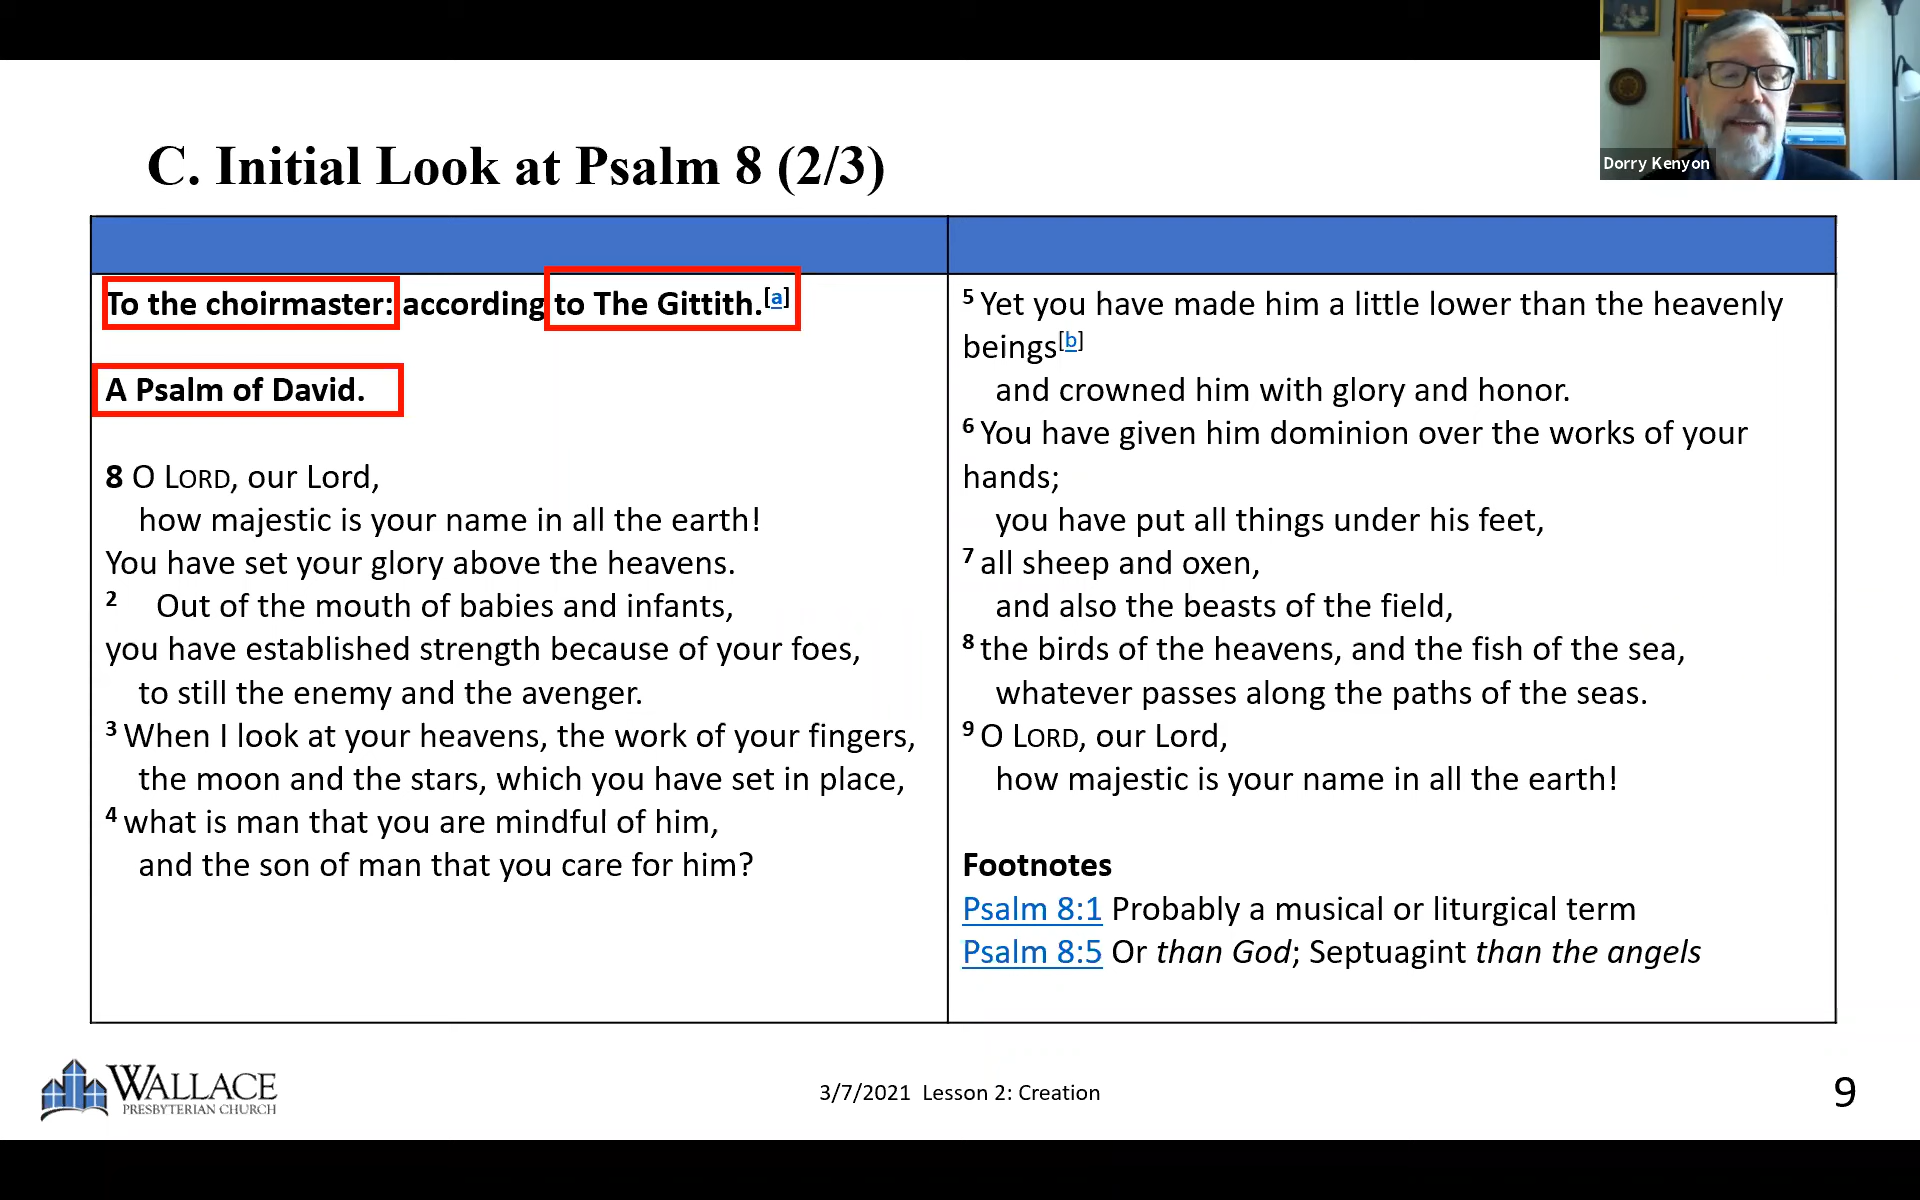 Dorry Kenyon
C. Initial Look at Psalm 8 (2/3)
To the choirmaster: according to The Gittith.[a]
A Psalm of David.
8 O LORD, our Lord,
how majestic is your name in all the earth!
You have set your glory above the heavens.
2 Out of the mouth of babies and infants,
you have established strength because of your foes,
to still the enemy and the avenger.
3 When I look at your heavens, the work of your fingers,
the moon and the stars, which you have set in place,
4 what is man that you are mindful of him,
and the son of man that you care for him?
5 Yet you have made him a little lower than the heavenly
beings[b]
and crowned him with glory and honor.
6 You have given him dominion over the works of your
hands;
you have put all things under his feet,
7 all sheep and oxen,
and also the beasts of the field,
8 the birds of the heavens, and the fish of the sea,
whatever passes along the paths of the seas.
9 O LORD, our Lord,
how majestic is your name in all the earth!
Footnotes
Psalm 8:1 Probably a musical or liturgical term
Psalm 8:5 Or than God; Septuagint than the angels
WALLACE
PRESBYTERIAN CHURCH
3/7/2021 Lesson 2: Creation
9